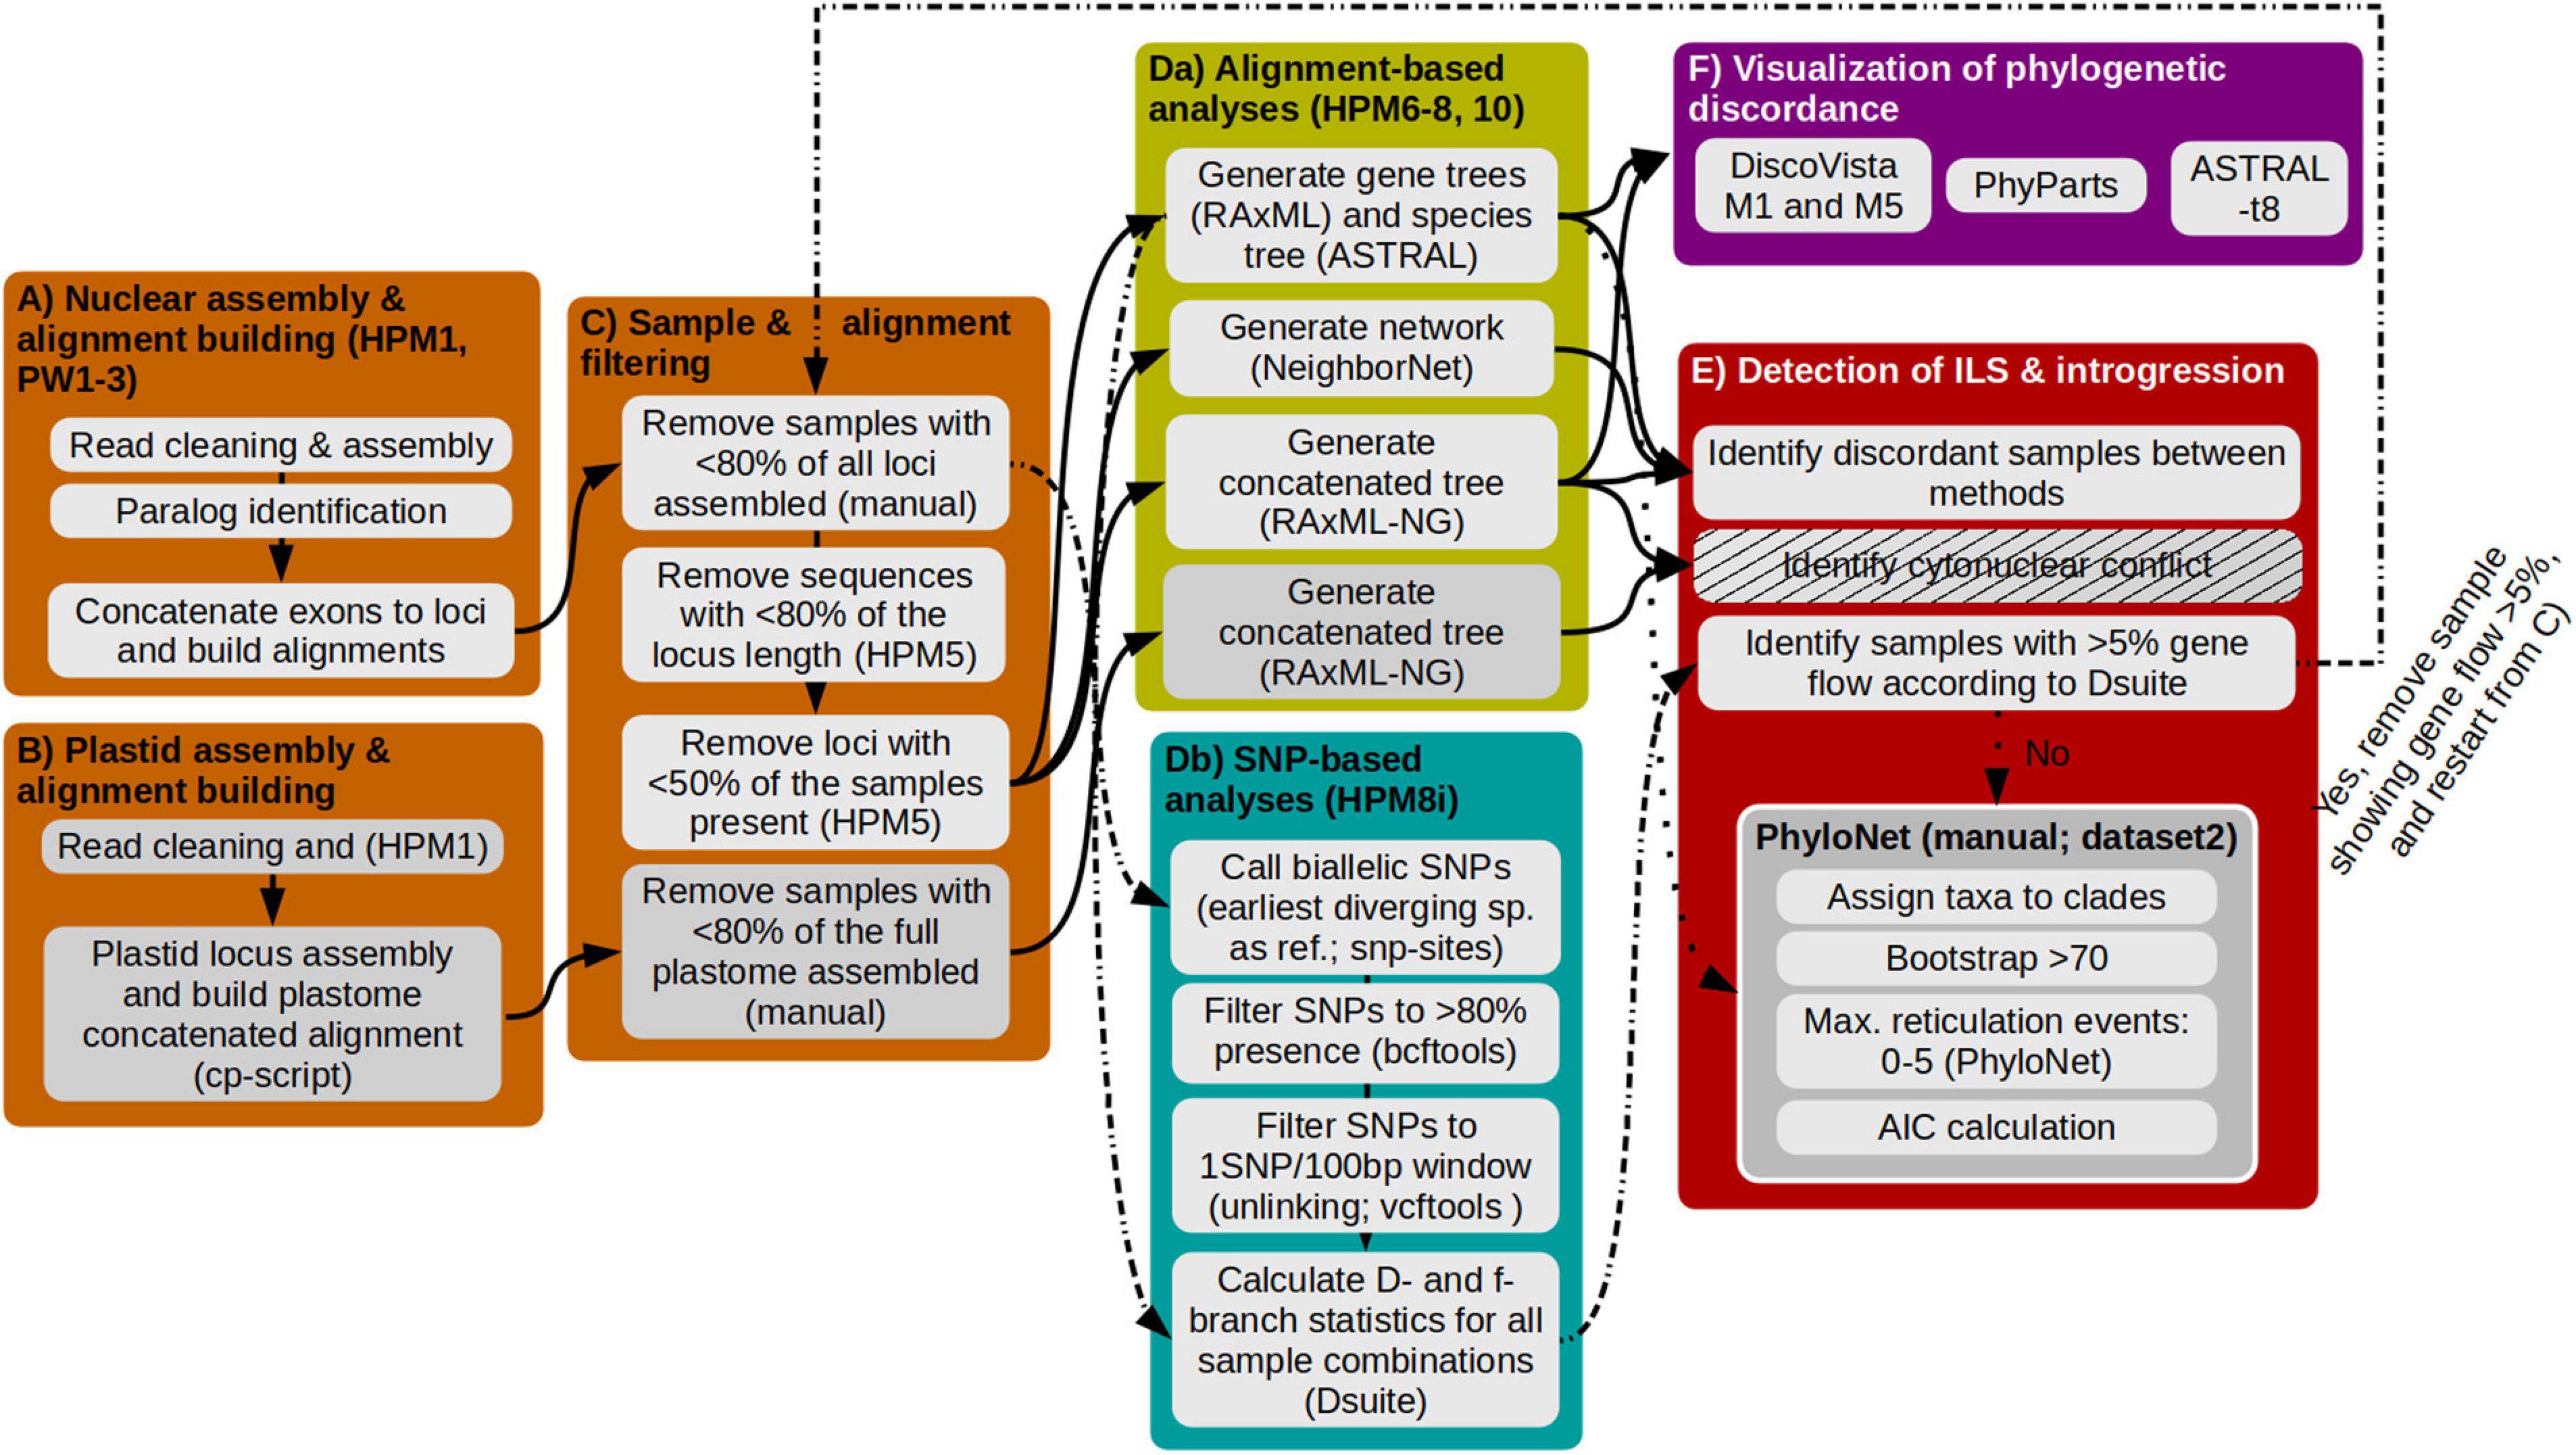 A) Nuclear assembly &
alignment building (HPM1,
PW1-3)
Read cleaning & assembly
Paralog identification
Concatenate exons to loci
and build alignments
B) Plastid assembly &
alignment building
Read cleaning and (HPM1)
Plastid locus assembly
and build plastome
concatenated alignment
(cp-script)
C) Sample & alignment
filtering
Remove samples with
<80% of all loci
assembled (manual)
Remove sequences
with <80% of the
locus length (HPM5)
Remove loci with
<50% of the samples
present (HPM5)
Remove samples with
<80% of the full
plastome assembled
(manual)
Da) Alignment-based
analyses (HPM6-8, 10)
Generate gene trees
(RAxML) and species
tree (ASTRAL)
Generate network
(NeighborNet)
Generate
concatenated tree
(RAxML-NG)
Generate
concatenated tree
(RAxML-NG)
Db) SNP-based
analyses (HPM8i)
Call biallelic SNPs
(earliest diverging sp.
as ref.; snp-sites)
Filter SNPs to >80%
presence (bcftools)
Filter SNPs to
1SNP/100bp window
(unlinking; vcftools )
Calculate D- and f-
branch statistics for all
sample combinations
(Dsuite)
F) Visualization of phylogenetic
discordance
DiscoVista
M1 and M5
PhyParts
ASTRAL
-t8
E) Detection of ILS & introgression
Identify discordant samples between
methods
Identify cytonuclear conflict
Identify samples with >5% gene
flow according to Dsuite
No
PhyloNet (manual; dataset2)
Assign taxa to clades
Bootstrap >70
Max. reticulation events:
0-5 (PhyloNet)
AIC calculation
Yes, remove sample
showing gene flow >5%,
and restart from C)